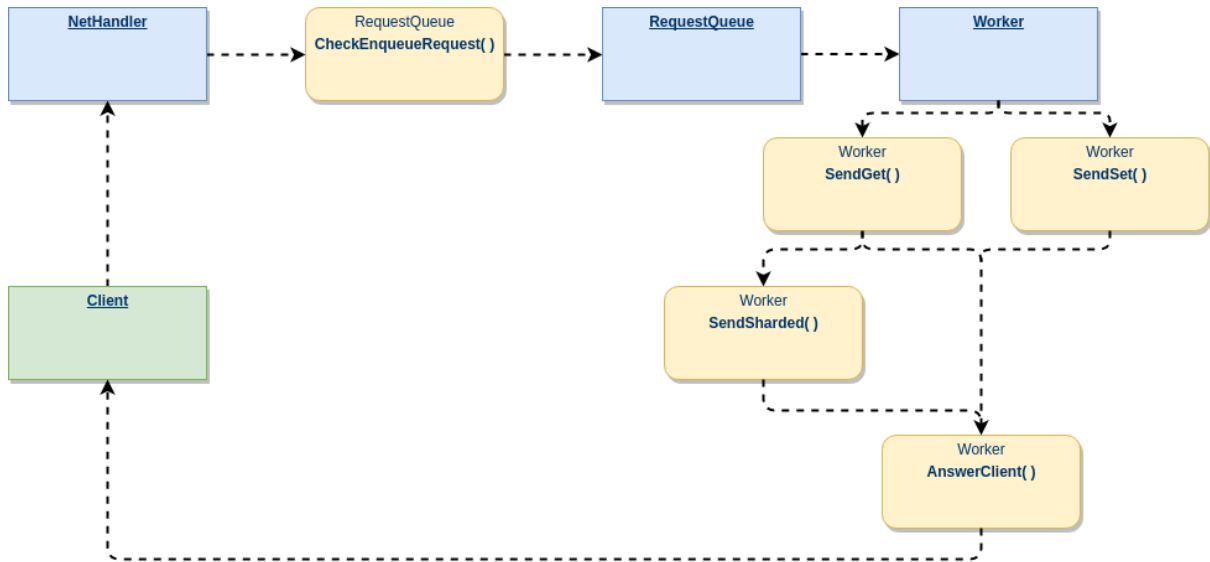 NetHandler
RequestQueue
CheckEnqueueRequest( )
RequestQueue
Worker
Worker
SendGet( )
Worker
SendSet( )
Client
Worker
SendSharded( )
Worker
AnswerClient( )